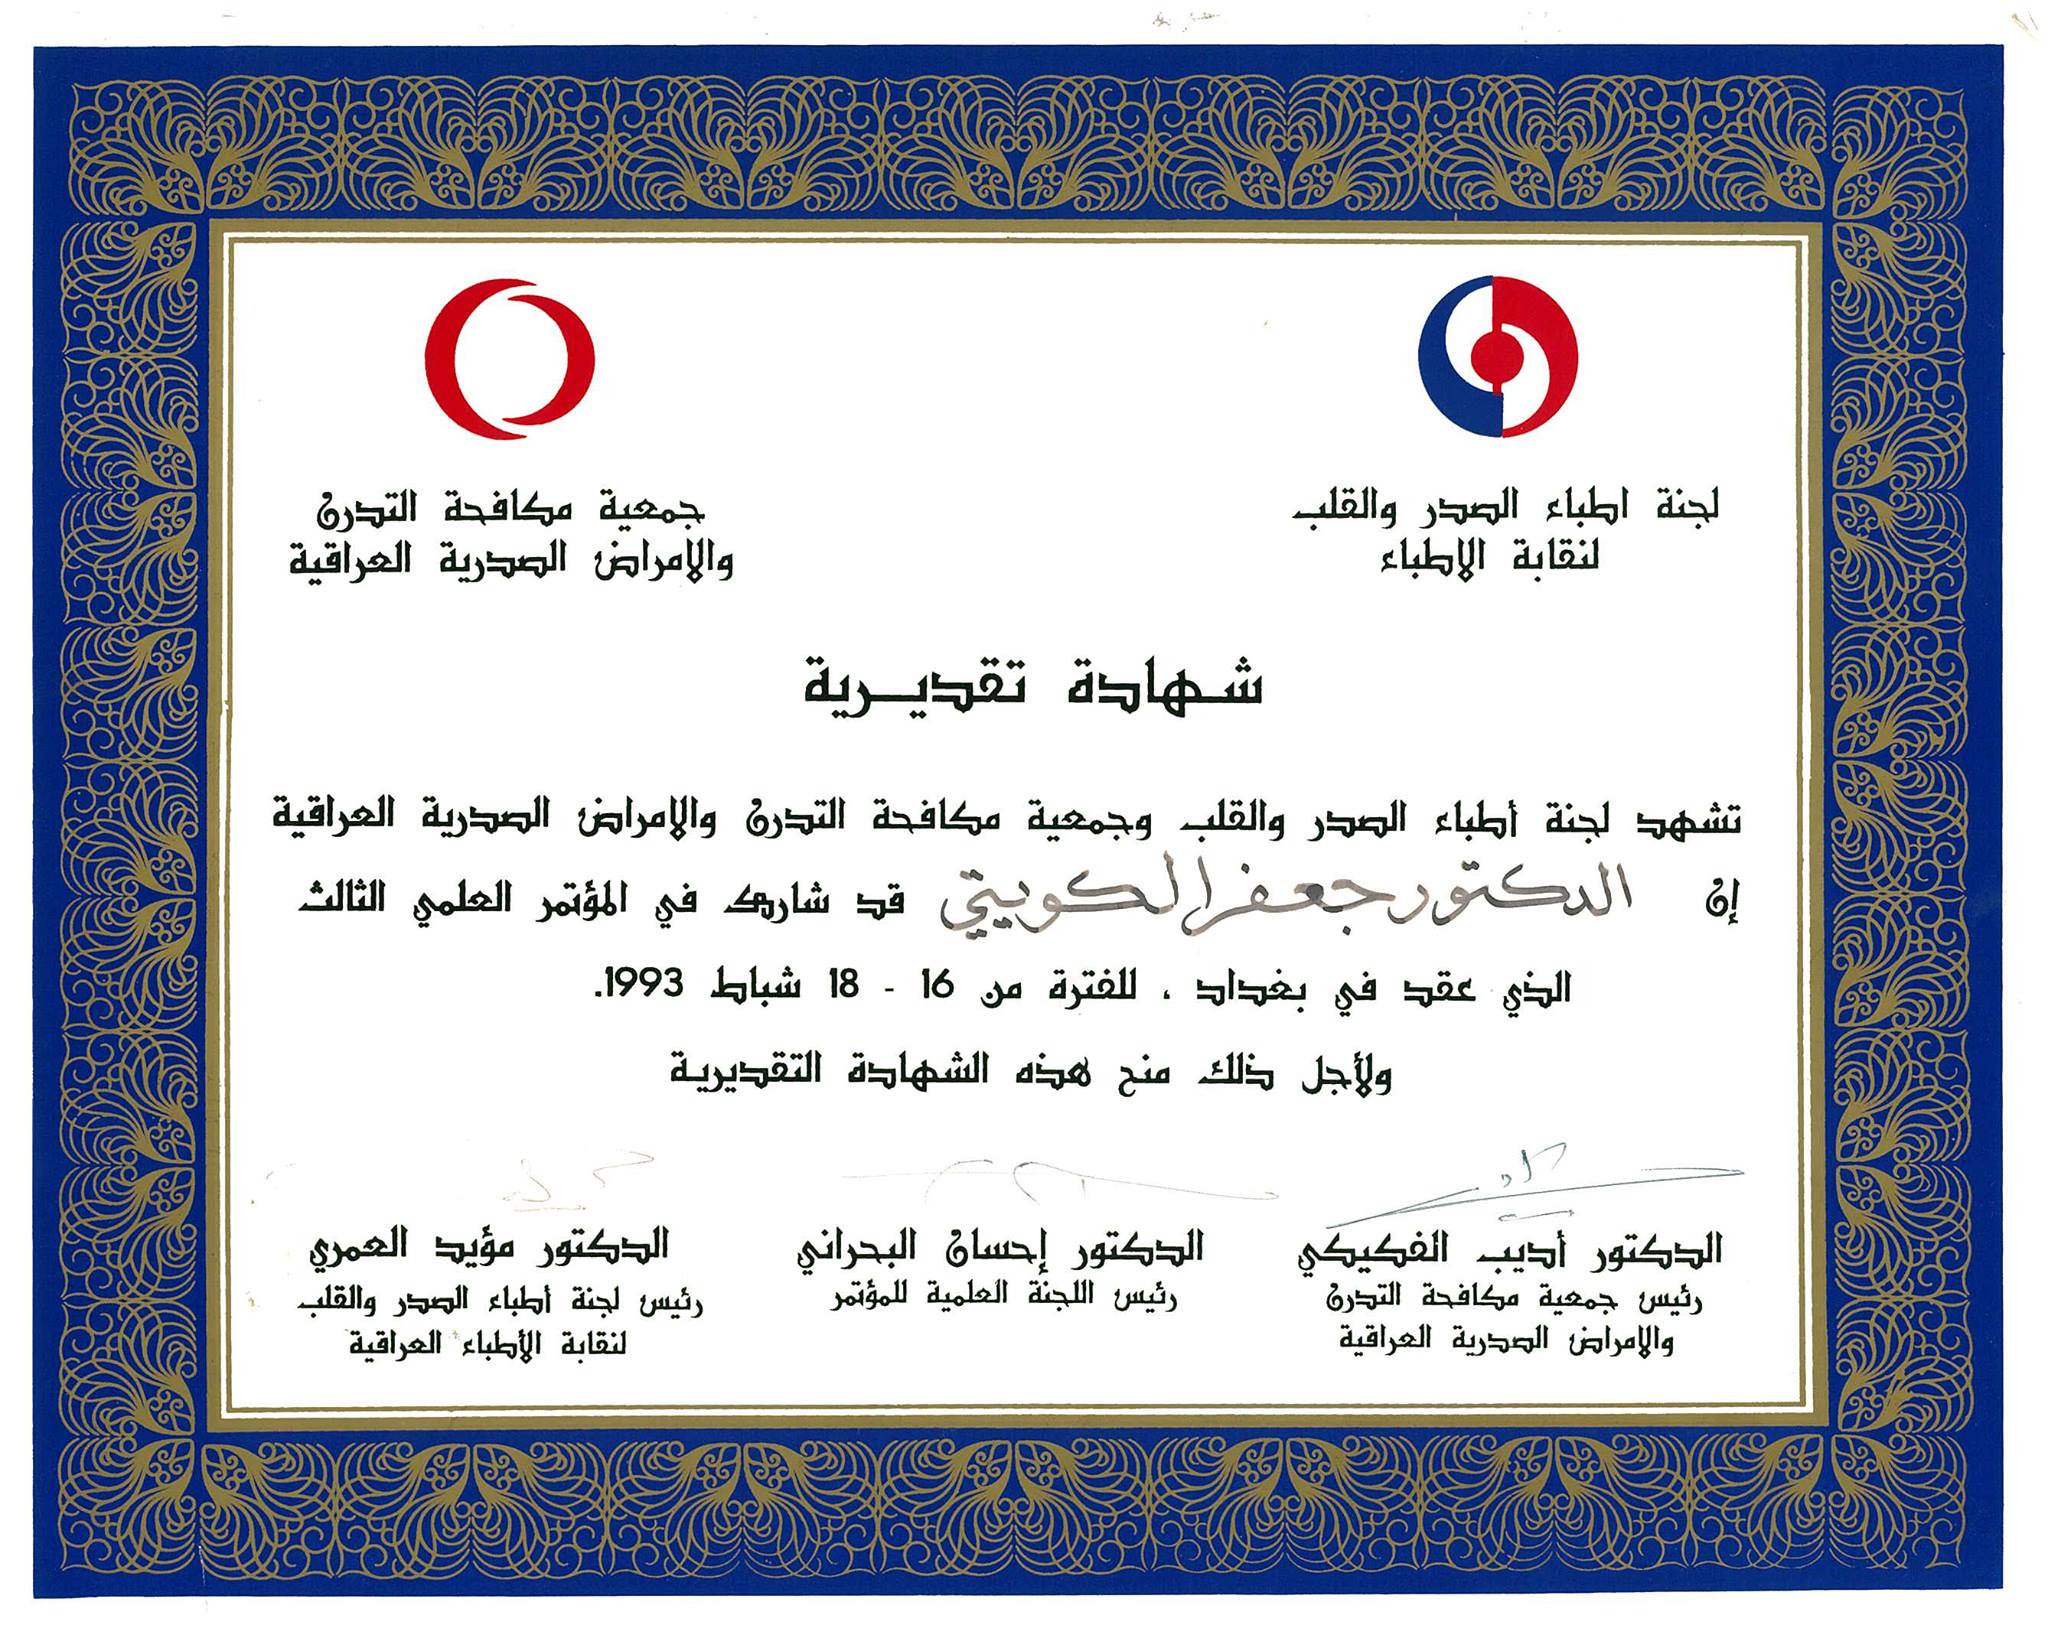 لجنة اطباء الصدر والقلب
لنقابة الاطباء
جمعية مكافحة التدرن
والامراض الصدرية العراقية
شهادة تقديرية
تشهد لجنة أطباء الصدر والقلب وجمعية مكافحة التدرن والامراض الصدرية العراقية
إن الدكتور جعفر الكويتي قد شارك في المؤتمر العلمي الثالث
الذي عقد في بغداد ، للفترة من 16 - 18 شباط 1993.
ولأجل ذلك منح هذه الشهادة التقديرية
الدكتور أديب الفكيكي
رئيس جمعية مكافحة التدرن
والامراض الصدرية العراقية
الدكتور إحسان البحراني
رئيس اللجنة العلمية للمؤتمر
الدكتور مؤيد العمري
رئيس لجنة أطباء الصدر والقلب
لنقابة الأطباء العراقية